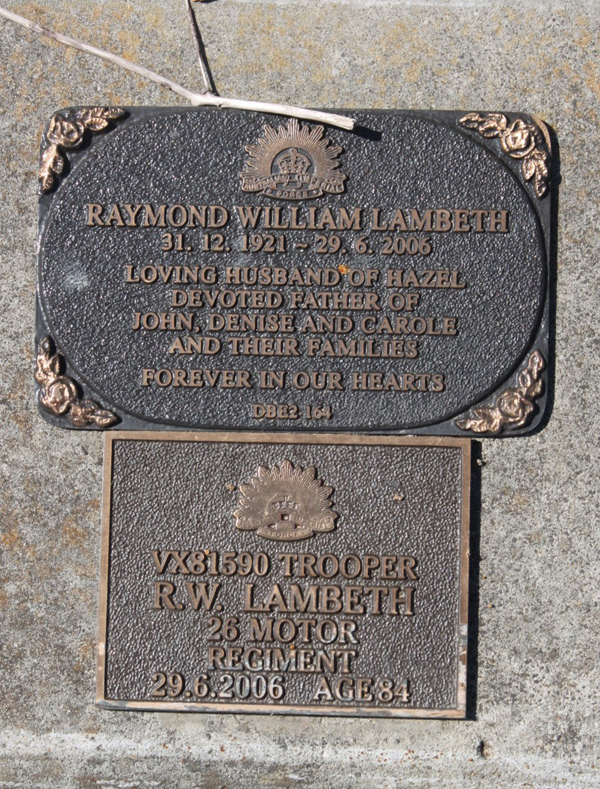 RAYMOND WILLIAM LAMBETH
31. 12. 1921 ~ 29. 6. 2006
LOVING HUSBAND OF HAZEL
DEVOTED FATHER OF
JOHN, DENISE AND CAROLE
AND THEIR FAMILIES
FOREVER IN OUR HEARTS
DBE2 164
VX81590 TROOPER
R.W. LAMBETH
26 MOTOR
REGIMENT
29.6.2006 AGE 84